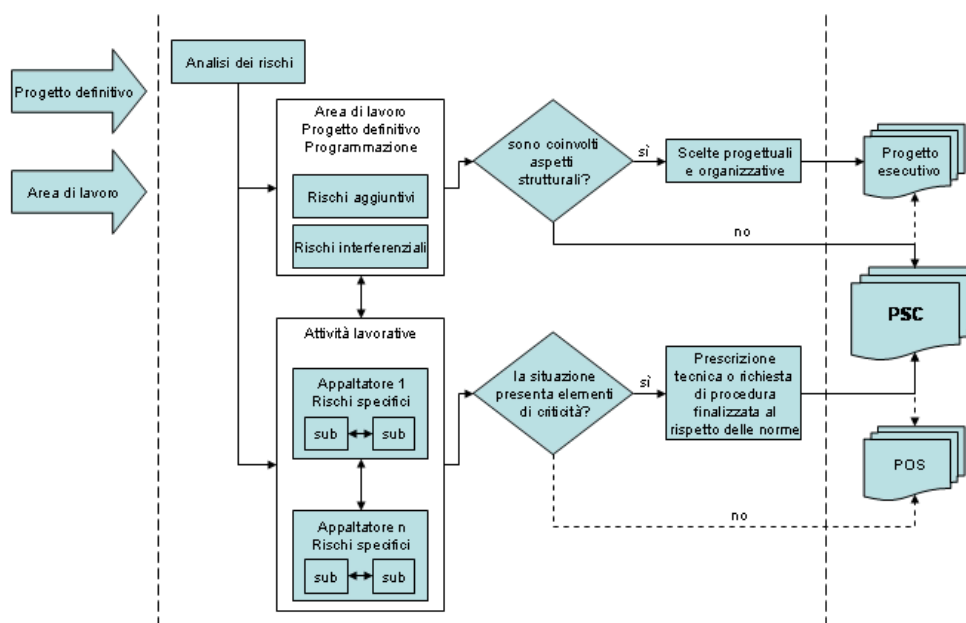 Progetto definitivo
Area di lavoro
Analisi dei rischi
Area di lavoro
Progetto definitivo
Programmazione
Rischi aggiuntivi
Rischi interferenziali
sono coinvolti
aspetti
strutturali?
sì
Scelte progettuali
e organizzative
Progetto
esecutivo
no
PSC
Attività lavorative
Appaltatore 1
Rischi specifici
sub
sub
la situazione
presenta elementi
di criticità?
sì
Prescrizione
tecnica o richiesta
di procedura
finalizzata al
rispetto delle norme
POS
no
Appaltatore n
Rischi specifici
sub
sub